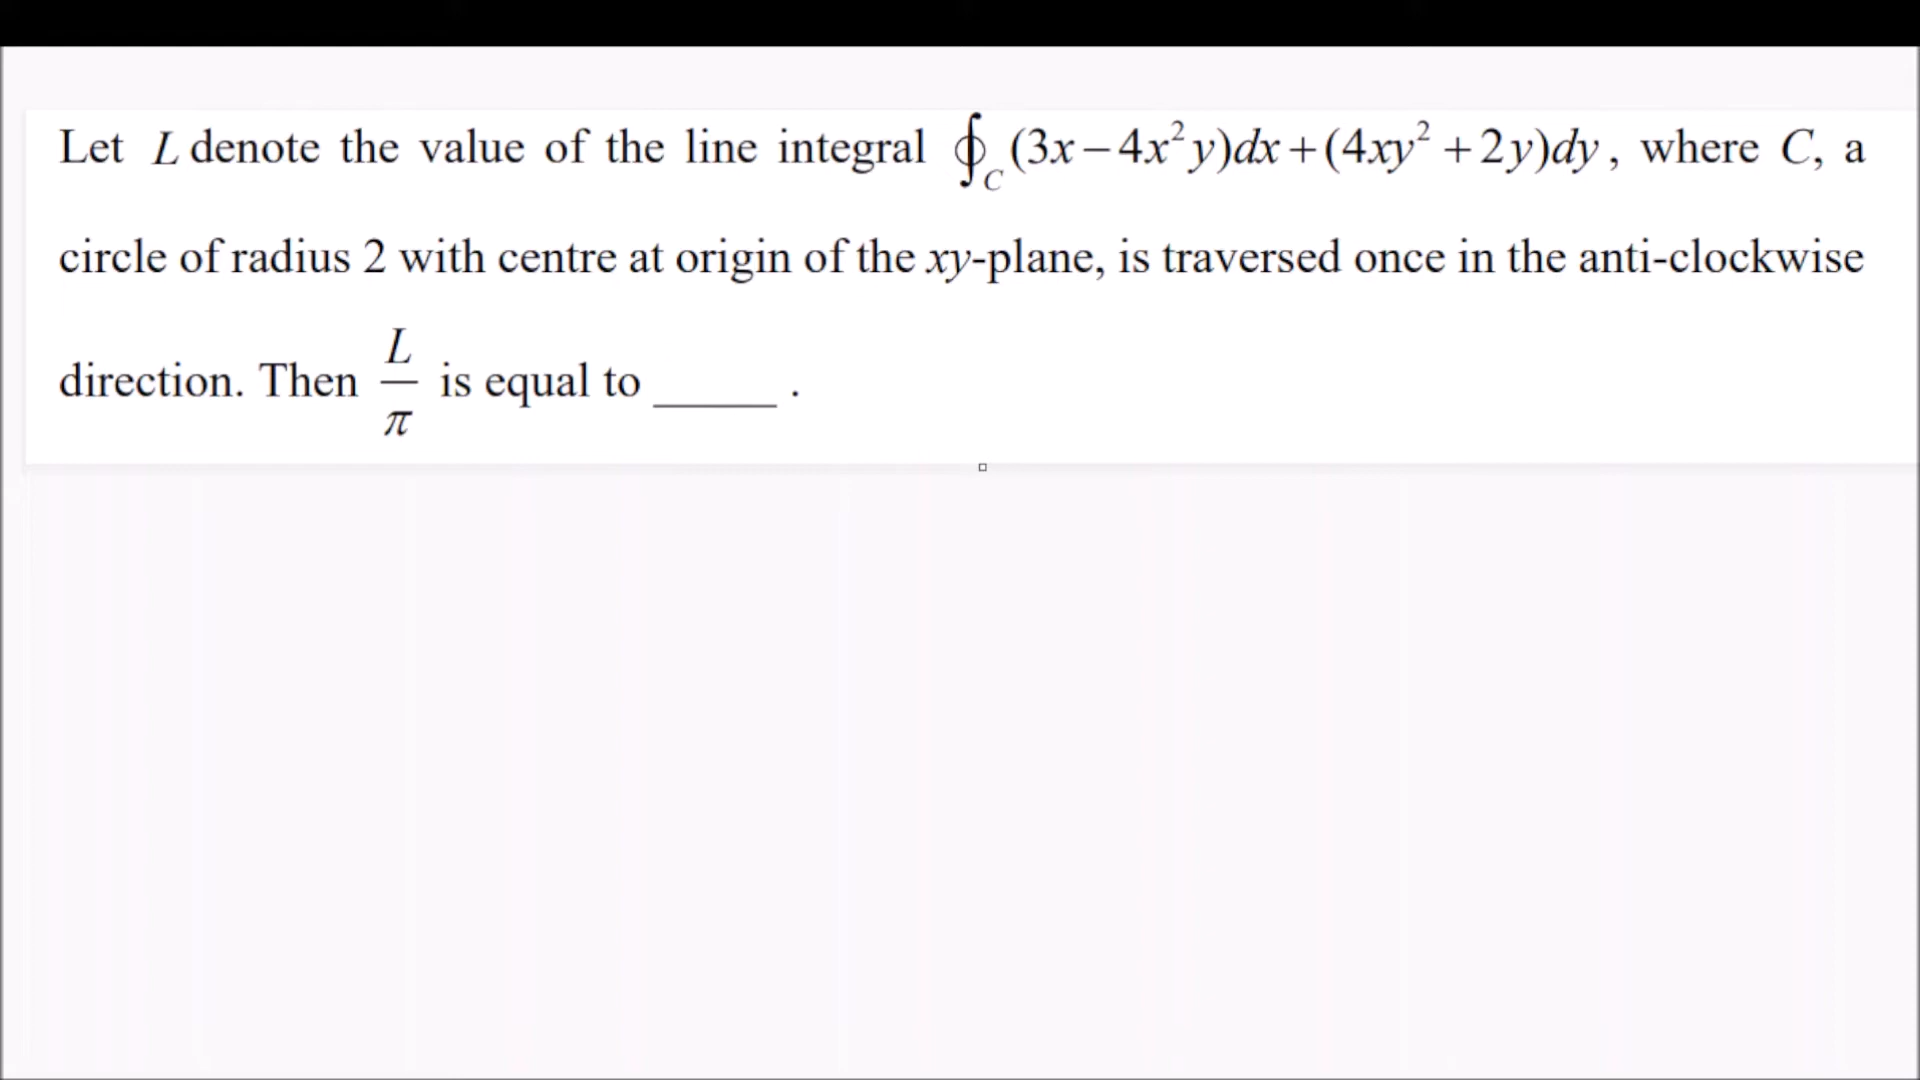 Let L denote the value of the line integral ∮_C (3x − 4x²y)dx + (4xy² + 2y)dy, where C, a
circle of radius 2 with centre at origin of the xy-plane, is traversed once in the anti-clockwise
direction. Then L/π is equal to _____ .